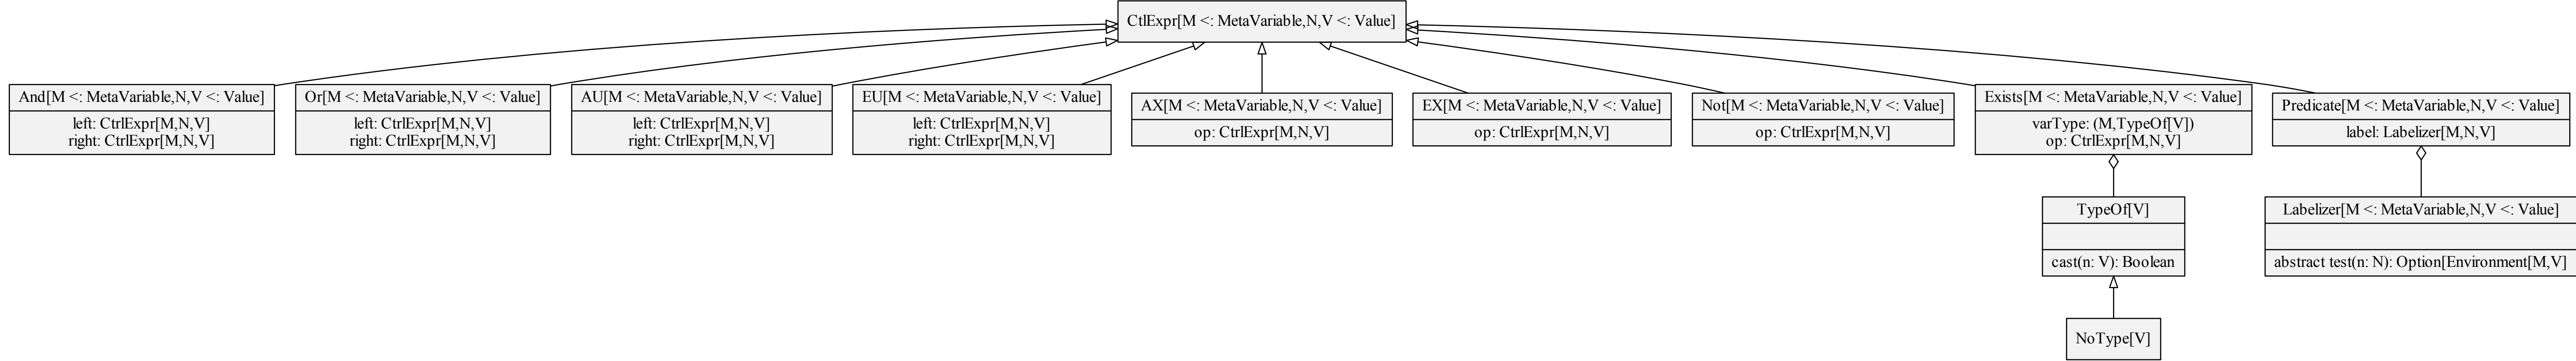 CtlExpr[M <: MetaVariable,N,V <: Value]
And[M <: MetaVariable,N,V <: Value]
left: CtrlExpr[M,N,V]
right: CtrlExpr[M,N,V]
Or[M <: MetaVariable,N,V <: Value]
left: CtrlExpr[M,N,V]
right: CtrlExpr[M,N,V]
AU[M <: MetaVariable,N,V <: Value]
left: CtrlExpr[M,N,V]
right: CtrlExpr[M,N,V]
EU[M <: MetaVariable,N,V <: Value]
left: CtrlExpr[M,N,V]
right: CtrlExpr[M,N,V]
AX[M <: MetaVariable,N,V <: Value]
op: CtrlExpr[M,N,V]
EX[M <: MetaVariable,N,V <: Value]
op: CtrlExpr[M,N,V]
Not[M <: MetaVariable,N,V <: Value]
op: CtrlExpr[M,N,V]
Exists[M <: MetaVariable,N,V <: Value]
varType: (M,TypeOf[V])
op: CtrlExpr[M,N,V]
Predicate[M <: MetaVariable,N,V <: Value]
label: Labelizer[M,N,V]
TypeOf[V]
cast(n: V): Boolean
Labelizer[M <: MetaVariable,N,V <: Value]
abstract test(n: N): Option[Environment[M,V]
NoType[V]